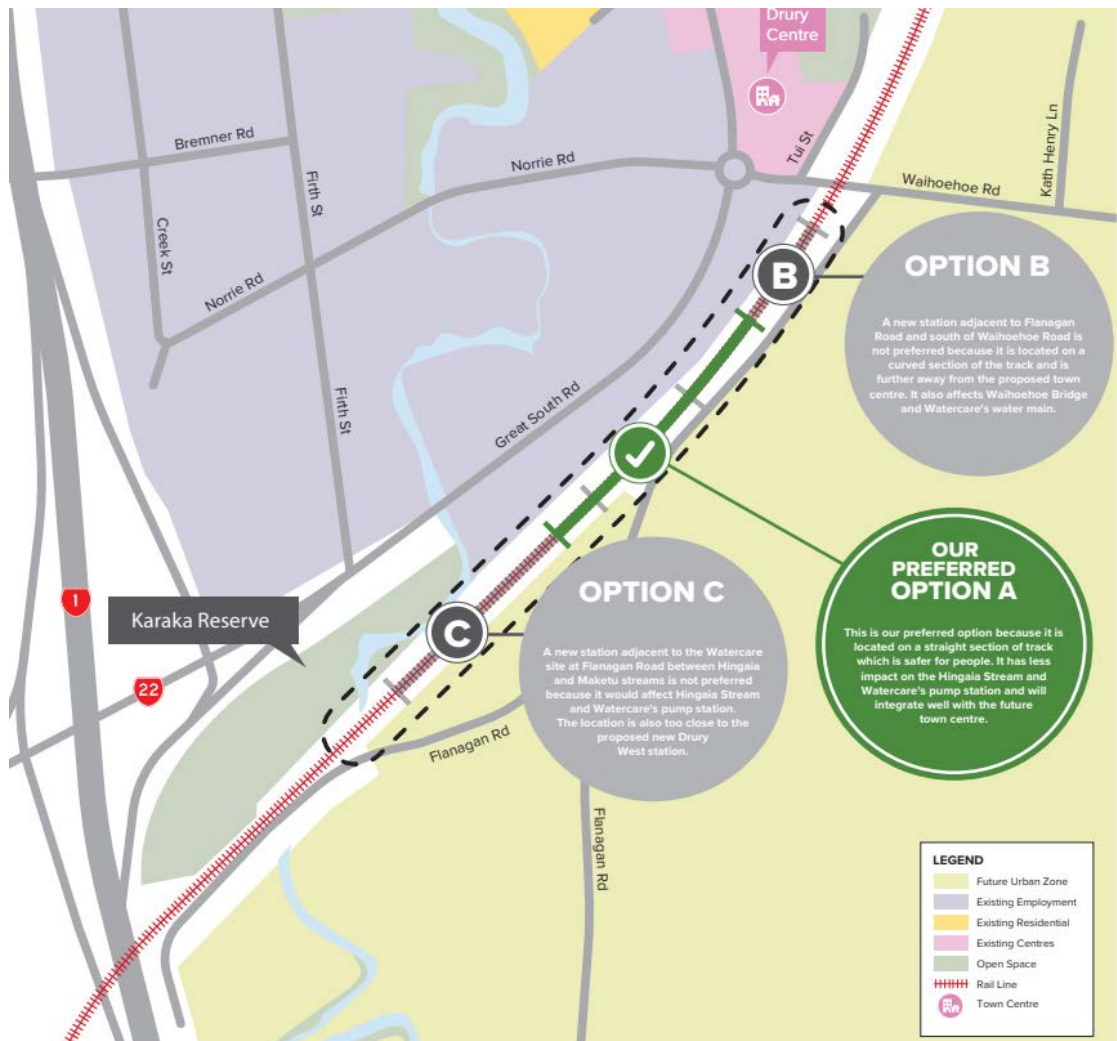 Drury
Centre
Bremner Rd
Firth St
Norrie Rd
Tui St
Waihoehoe Rd
Kath Henry Ln
Creek St
Norrie Rd
B
OPTION B
A new station adjacent to Flanagan
Road and south of Waihoehoe Road is
not preferred because it is located on a
curved section of the track and is
further away from the proposed town
centre. It also affects Waihoehoe Bridge
and Watercare's water main.
Firth St
Great South Rd
OUR
PREFERRED
OPTION A
This is our preferred option because it is
located on a straight section of track
which is safer for people. It has less
impact on the Hingaia Stream and
Watercare's pump station and will
integrate well with the future
town centre.
C
OPTION C
A new station adjacent to the Watercare
site at Flanagan Road between Hingaia
and Maketu streams is not preferred
because it would affect Hingaia Stream
and Watercare's pump station.
The location is also too close to the
proposed new Drury
West station.
1
Karaka Reserve
22
Flanagan Rd
Flanagan Rd
LEGEND
Future Urban Zone
Existing Employment
Existing Residential
Existing Centres
Open Space
Rail Line
Town Centre